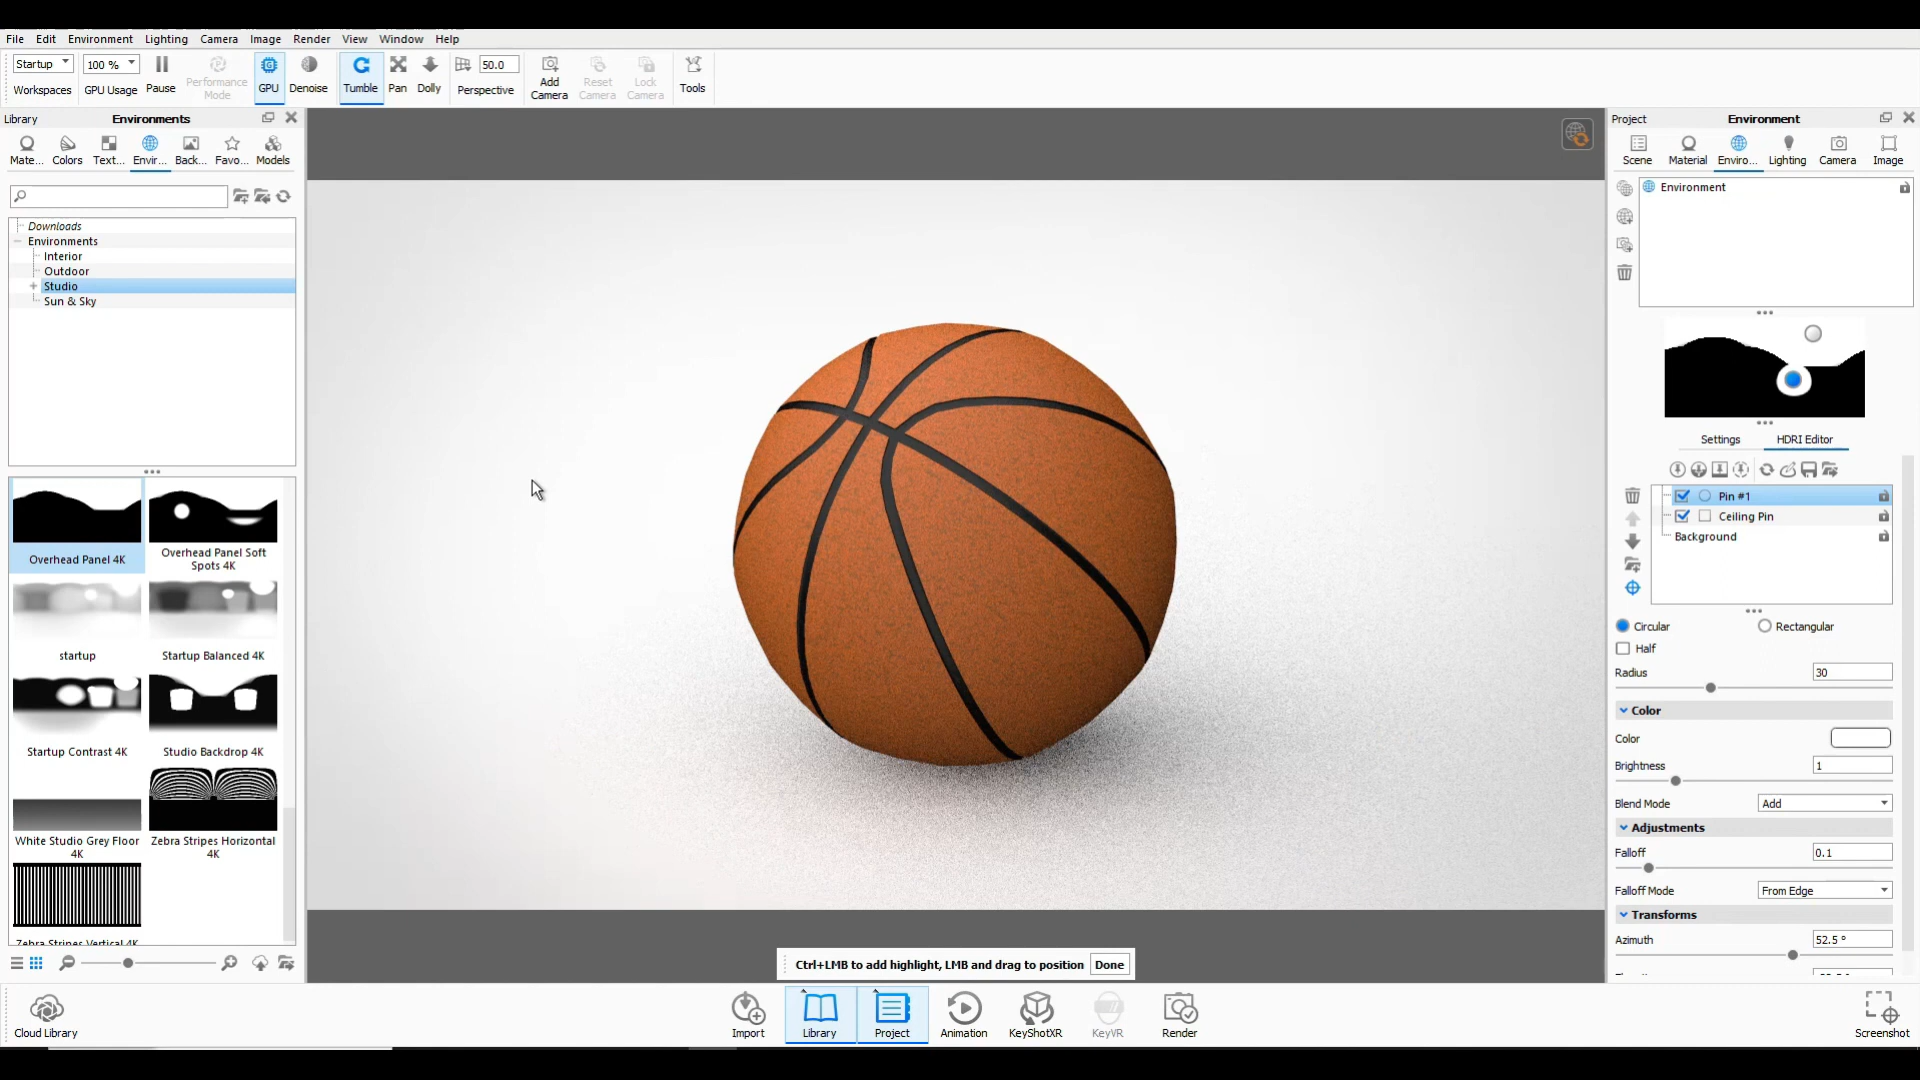 File Edit Environment Lighting Camera Image Render View Window Help
Startup 100 % 50.0
Workspaces GPU Usage Pause Performance Mode GPU Denoise Tumble Pan Dolly Perspective Add Camera Reset Camera Lock Camera Tools
Library Environments
Mate... Colors Text... Envir... Back... Favo... Models
Downloads
Environments
Interior
Outdoor
Studio
Sun & Sky
Overhead Panel 4K
Overhead Panel Soft
Spots 4K
startup
Startup Balanced 4K
Startup Contrast 4K
Studio Backdrop 4K
White Studio Grey Floor
4K
Zebra Stripes Horizontal
4K
Zebra Stripes Vertical 4K
Ctrl+LMB to add highlight, LMB and drag to position Done
Project Environment
Scene Material Enviro... Lighting Camera Image
Environment
Settings HDRI Editor
Pin #1
Ceiling Pin
Background
Circular Rectangular
Half
Radius 30
Color
Color
Brightness 1
Blend Mode Add
Adjustments
Falloff 0.1
Falloff Mode From Edge
Transforms
Azimuth 52.5 °
Cloud Library Import Library Project Animation KeyShotXR KeyVR Render Screenshot